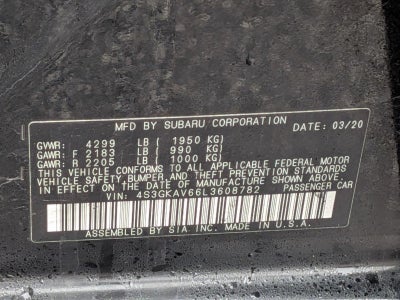 MFD BY SUBARU CORPORATION DATE: 03/20
GVWR: 4299 LB ( 1950 KG)
GAWR: F 2183 LB ( 990 KG)
GAWR: R 2205 LB ( 1000 KG)
THIS VEHICLE CONFORMS TO ALL APPLICABLE FEDERAL MOTOR
VEHICLE SAFETY,BUMPER,AND THEFT PREVENTION STANDARDS
IN EFFECT ON THE DATE OF MANUFACTURE SHOWN ABOVE.
VIN: 4S3GKAV66L3608782 PASSENGER CAR
ASSEMBLED BY SIA INC. MADE IN U.S.A.